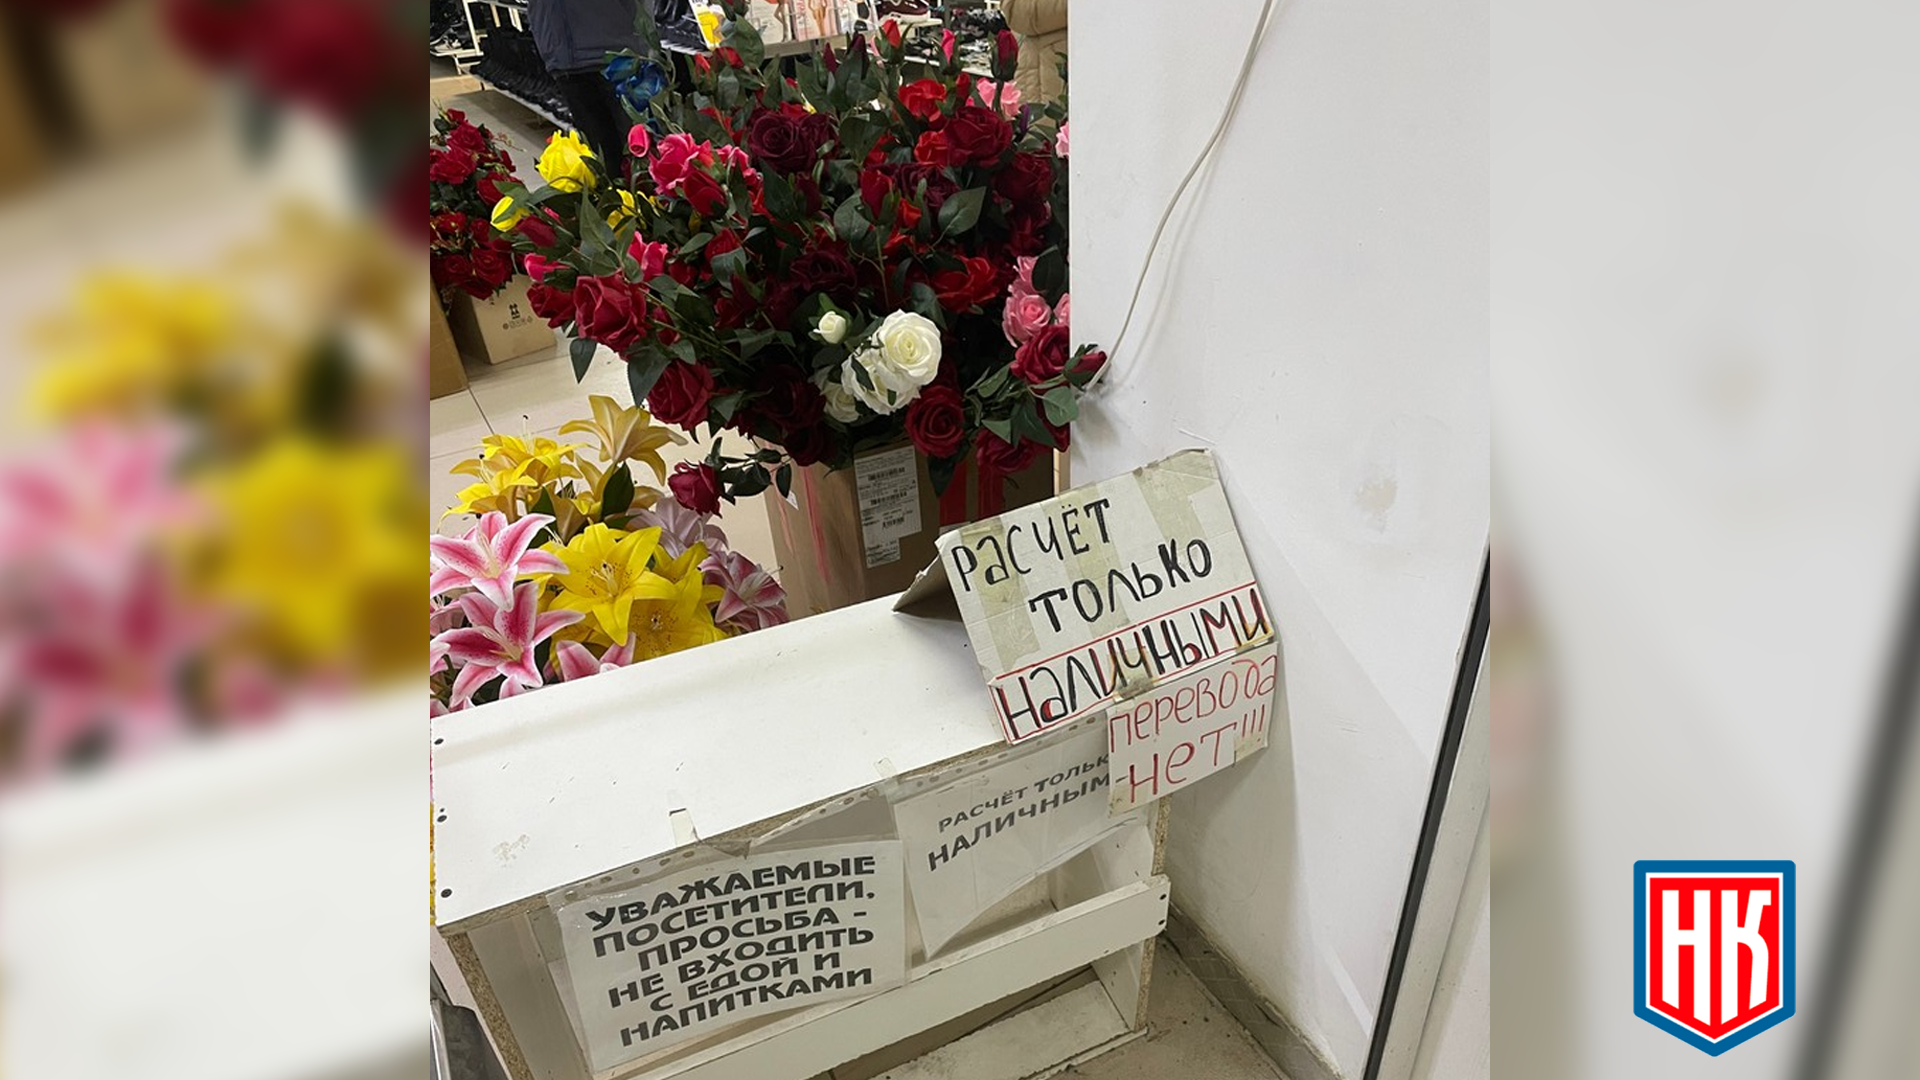 РАСЧЁТ
ТОЛЬКО
НАЛИЧНЫМИ
ПЕРЕВОДА
НЕТ!!!
РАСЧЁТ ТОЛЬК
НАЛИЧНЫМ
УВАЖАЕМЫЕ
ПОСЕТИТЕЛИ,
ПРОСЬБА -
НЕ ВХОДИТЬ
С ЕДОЙ И
НАПИТКАМИ
НК